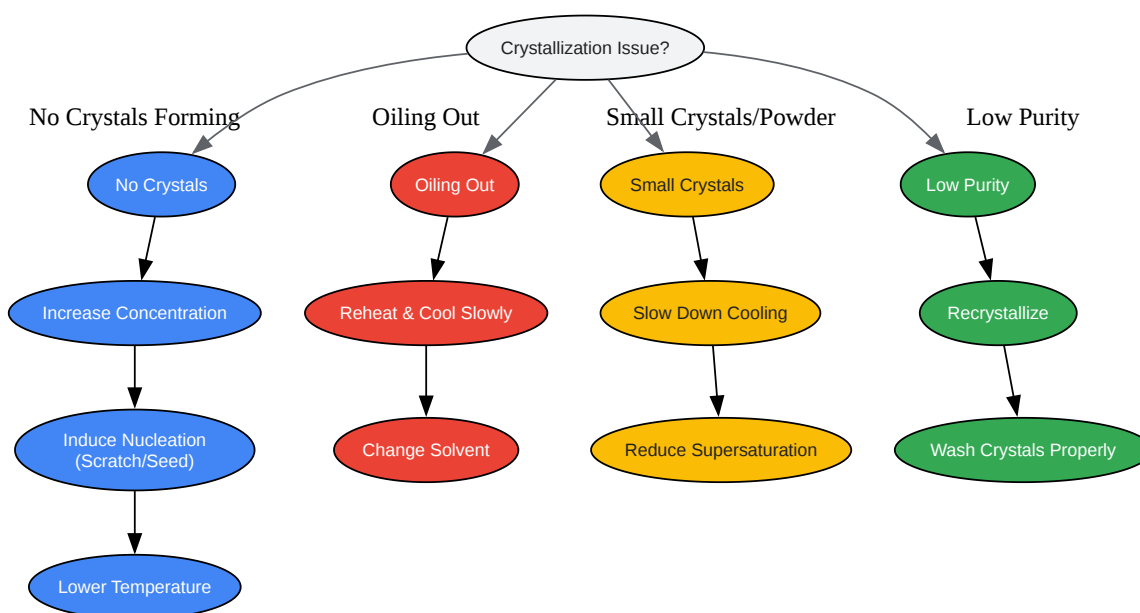 Crystallization Issue?
No Crystals Forming
Oiling Out
Small Crystals/Powder
Low Purity
No Crystals
Oiling Out
Small Crystals
Low Purity
Increase Concentration
Reheat & Cool Slowly
Slow Down Cooling
Recrystallize
Induce Nucleation
(Scratch/Seed)
Change Solvent
Reduce Supersaturation
Wash Crystals Properly
Lower Temperature